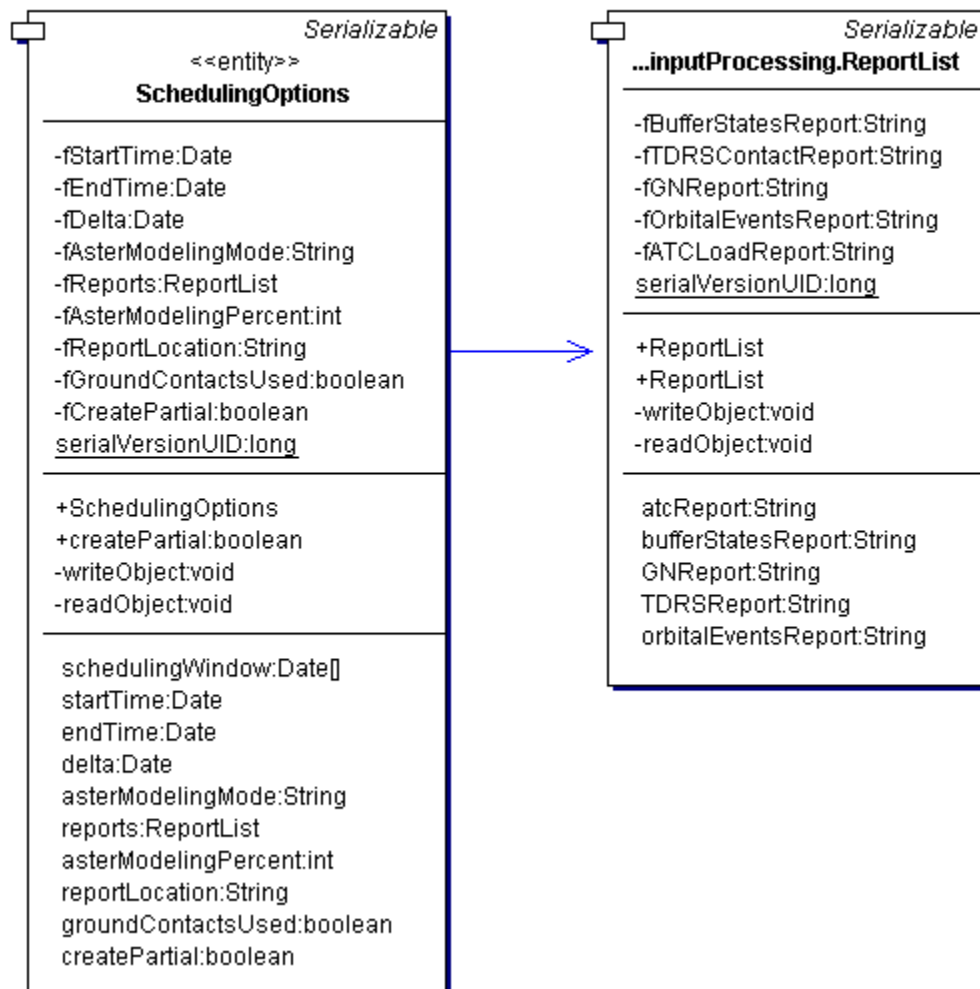 Serializable
<<entity>>
SchedulingOptions
-fStartTime:Date
-fEndTime:Date
-fDelta:Date
-fAsterModelingMode:String
-fReports:ReportList
-fAsterModelingPercent:int
-fReportLocation:String
-fGroundContactsUsed:boolean
-fCreatePartial:boolean
serialVersionUID:long
+SchedulingOptions
+createPartial:boolean
-writeObject:void
-readObject:void
schedulingWindow:Date[]
startTime:Date
endTime:Date
delta:Date
asterModelingMode:String
reports:ReportList
asterModelingPercent:int
reportLocation:String
groundContactsUsed:boolean
createPartial:boolean
Serializable
...inputProcessing.ReportList
-fBufferStatesReport:String
-fTDRSContactReport:String
-fGNReport:String
-fOrbitalEventsReport:String
-fATCLoadReport:String
serialVersionUID:long
+ReportList
+ReportList
-writeObject:void
-readObject:void
atcReport:String
bufferStatesReport:String
GNReport:String
TDRSReport:String
orbitalEventsReport:String